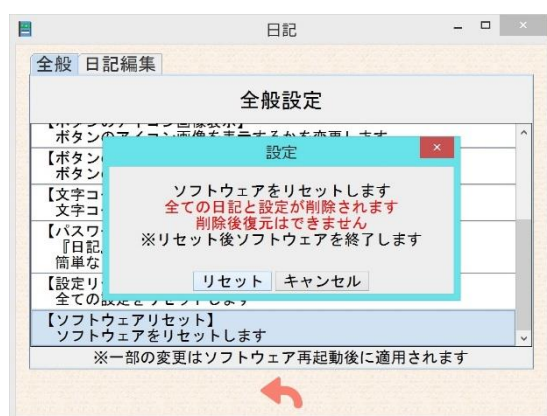 日記
全般 日記編集
全般設定
ボタンのアイコン画像を表示するかを変更します
【ボタン
ボタン
【文字コ
文字コ
【パスワ
『日記
簡単な
【設定リ
全ての設定をリセットします
【ソフトウェアリセット】
ソフトウェアをリセットします
※一部の変更はソフトウェア再起動後に適用されます
設定
ソフトウェアをリセットします
全ての日記と設定が削除されます
削除後復元はできません
※リセット後ソフトウェアを終了します
リセット キャンセル